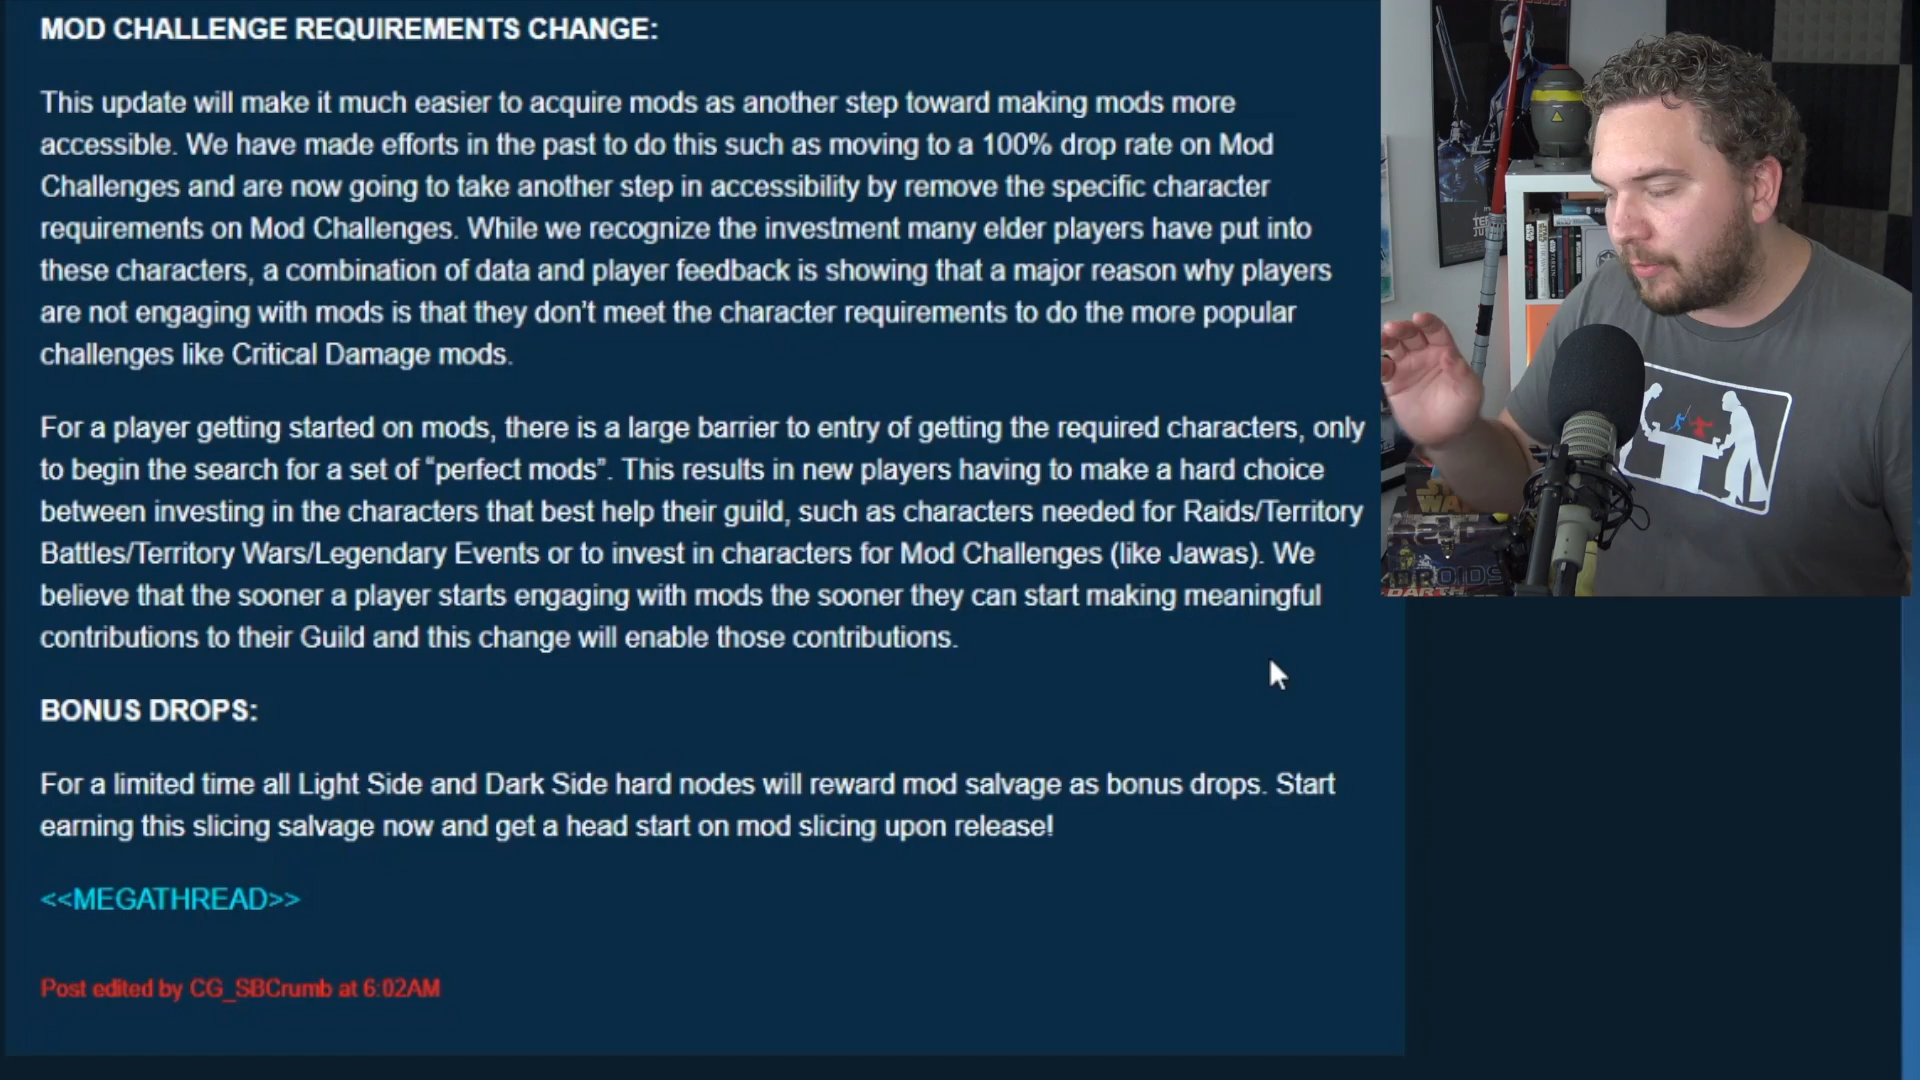 MOD CHALLENGE REQUIREMENTS CHANGE:
This update will make it much easier to acquire mods as another step toward making mods more
accessible. We have made efforts in the past to do this such as moving to a 100% drop rate on Mod
Challenges and are now going to take another step in accessibility by remove the specific character
requirements on Mod Challenges. While we recognize the investment many elder players have put into
these characters, a combination of data and player feedback is showing that a major reason why players
are not engaging with mods is that they don't meet the character requirements to do the more popular
challenges like Critical Damage mods.
For a player getting started on mods, there is a large barrier to entry of getting the required characters, only
to begin the search for a set of “perfect mods”. This results in new players having to make a hard choice
between investing in the characters that best help their guild, such as characters needed for Raids/Territory
Battles/Territory Wars/Legendary Events or to invest in characters for Mod Challenges (like Jawas). We
believe that the sooner a player starts engaging with mods the sooner they can start making meaningful
contributions to their Guild and this change will enable those contributions.
BONUS DROPS:
For a limited time all Light Side and Dark Side hard nodes will reward mod salvage as bonus drops. Start
earning this slicing salvage now and get a head start on mod slicing upon release!
<<MEGATHREAD>>
Post edited by CG_SBCrumb at 6:02AM
DROIDS
DARTH